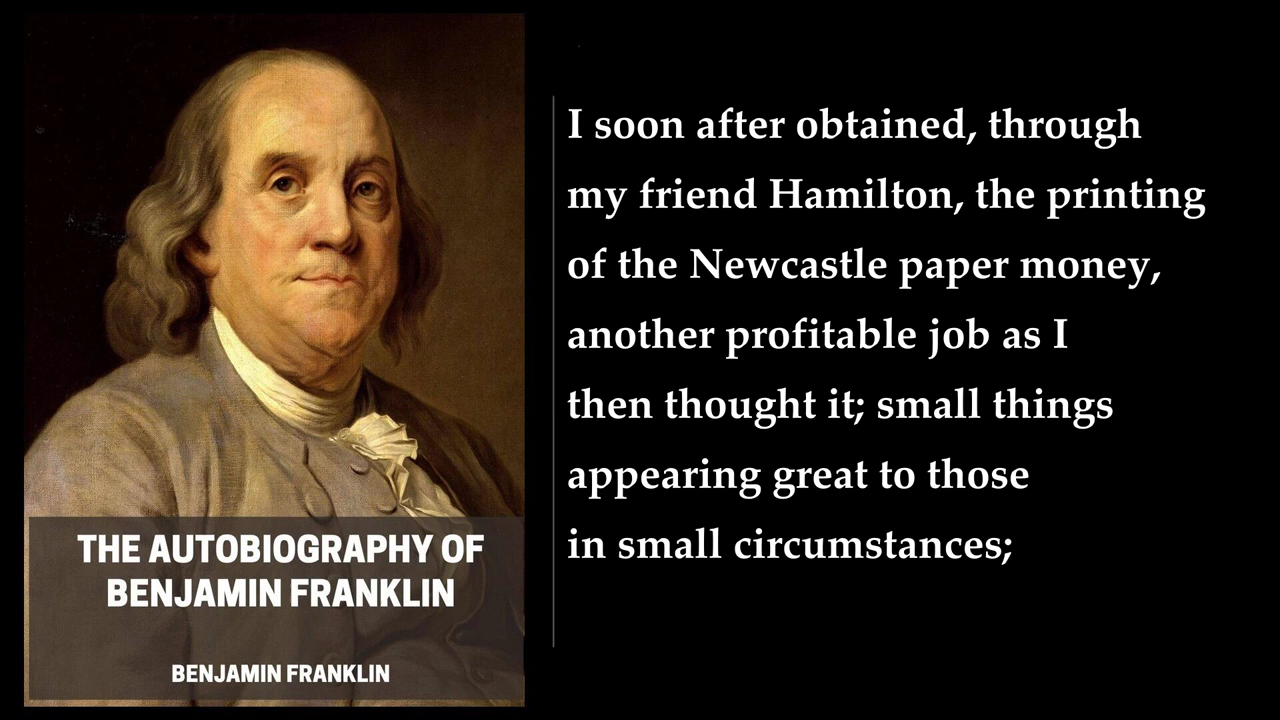 THE AUTOBIOGRAPHY OF
BENJAMIN FRANKLIN
BENJAMIN FRANKLIN
I soon after obtained, through
my friend Hamilton, the printing
of the Newcastle paper money,
another profitable job as I
then thought it; small things
appearing great to those
in small circumstances;